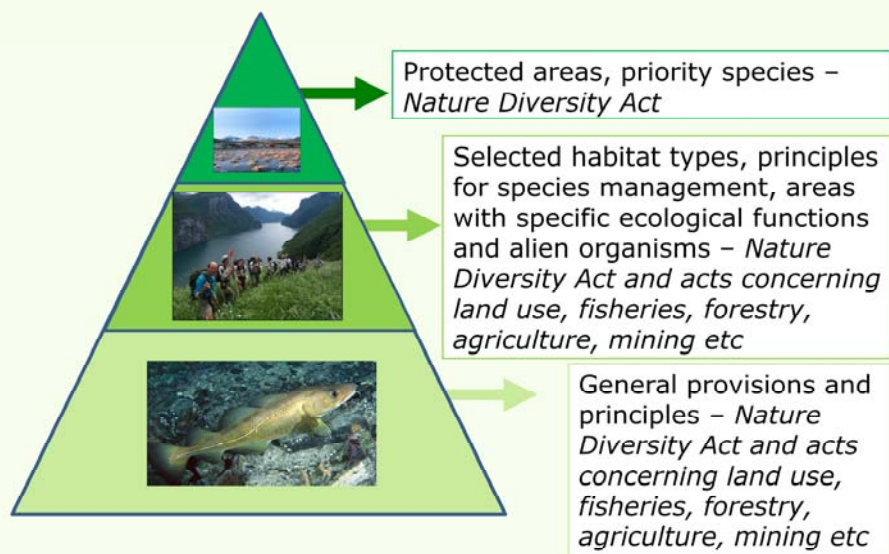 Protected areas, priority species –
Nature Diversity Act
Selected habitat types, principles
for species management, areas
with specific ecological functions
and alien organisms – Nature
Diversity Act and acts concerning
land use, fisheries, forestry,
agriculture, mining etc
General provisions and
principles – Nature
Diversity Act and acts
concerning land use,
fisheries, forestry,
agriculture, mining etc